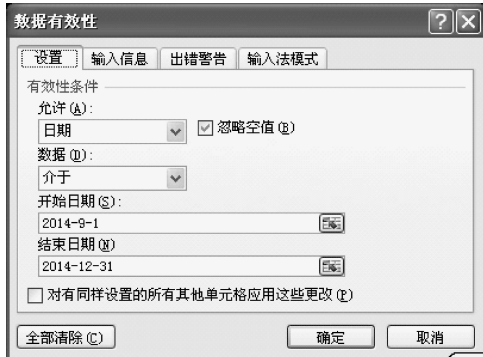 数据有效性
设置 输入信息 出错警告 输入法模式
有效性条件
允许(A):
日期 忽略空值(B)
数据(D):
介于
开始日期(S):
2014-9-1
结束日期(N)
2014-12-31
对有同样设置的所有其他单元格应用这些更改(P)
全部清除(C) 确定 取消